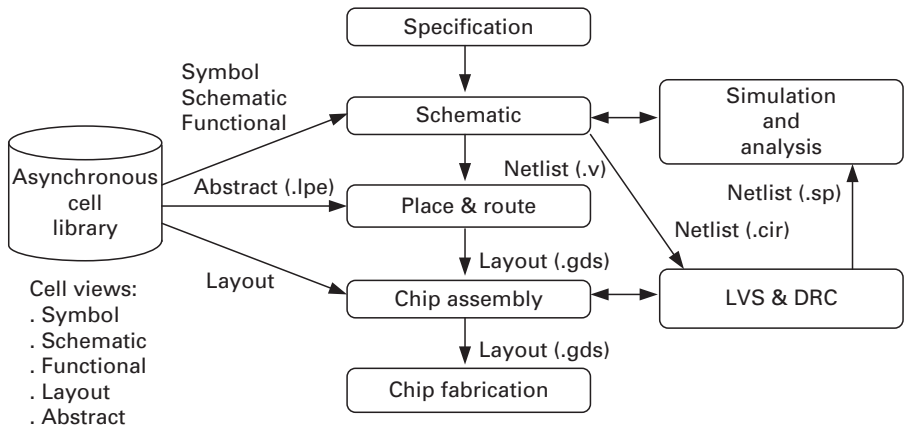 Specification
Symbol
Schematic
Functional
Schematic
Simulation
and
analysis
Asynchronous
cell
library
Abstract (.lpe)
Netlist (.v)
Netlist (.sp)
Place & route
Netlist (.cir)
Layout
Layout (.gds)
Chip assembly
LVS & DRC
Cell views:
. Symbol
. Schematic
. Functional
. Layout
. Abstract
Layout (.gds)
Chip fabrication